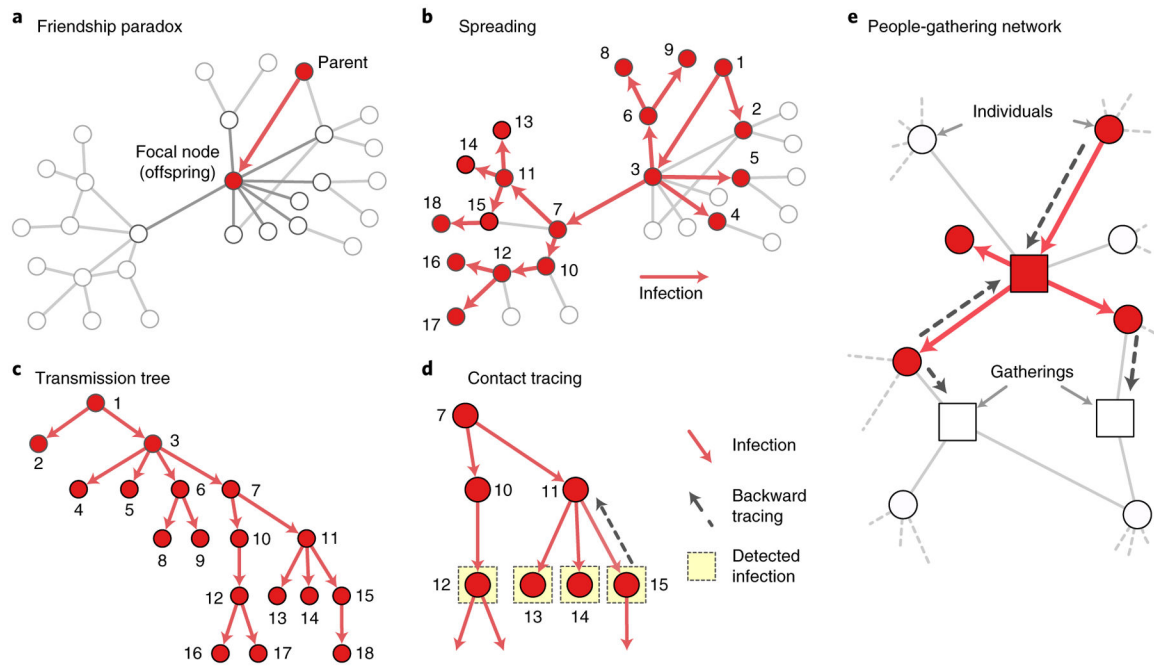 a Friendship paradox
Parent
Focal node
(offspring)
b Spreading
8
9
1
2
6
13
14
3
5
11
4
18
15
7
12
16
10
17
Infection
c Transmission tree
1
2
3
4
5
6
7
8
9
10
11
12
13
14
15
16
17
18
d Contact tracing
7
10
11
12
13
14
15
Infection
Backward
tracing
Detected
infection
e People-gathering network
Individuals
Gatherings